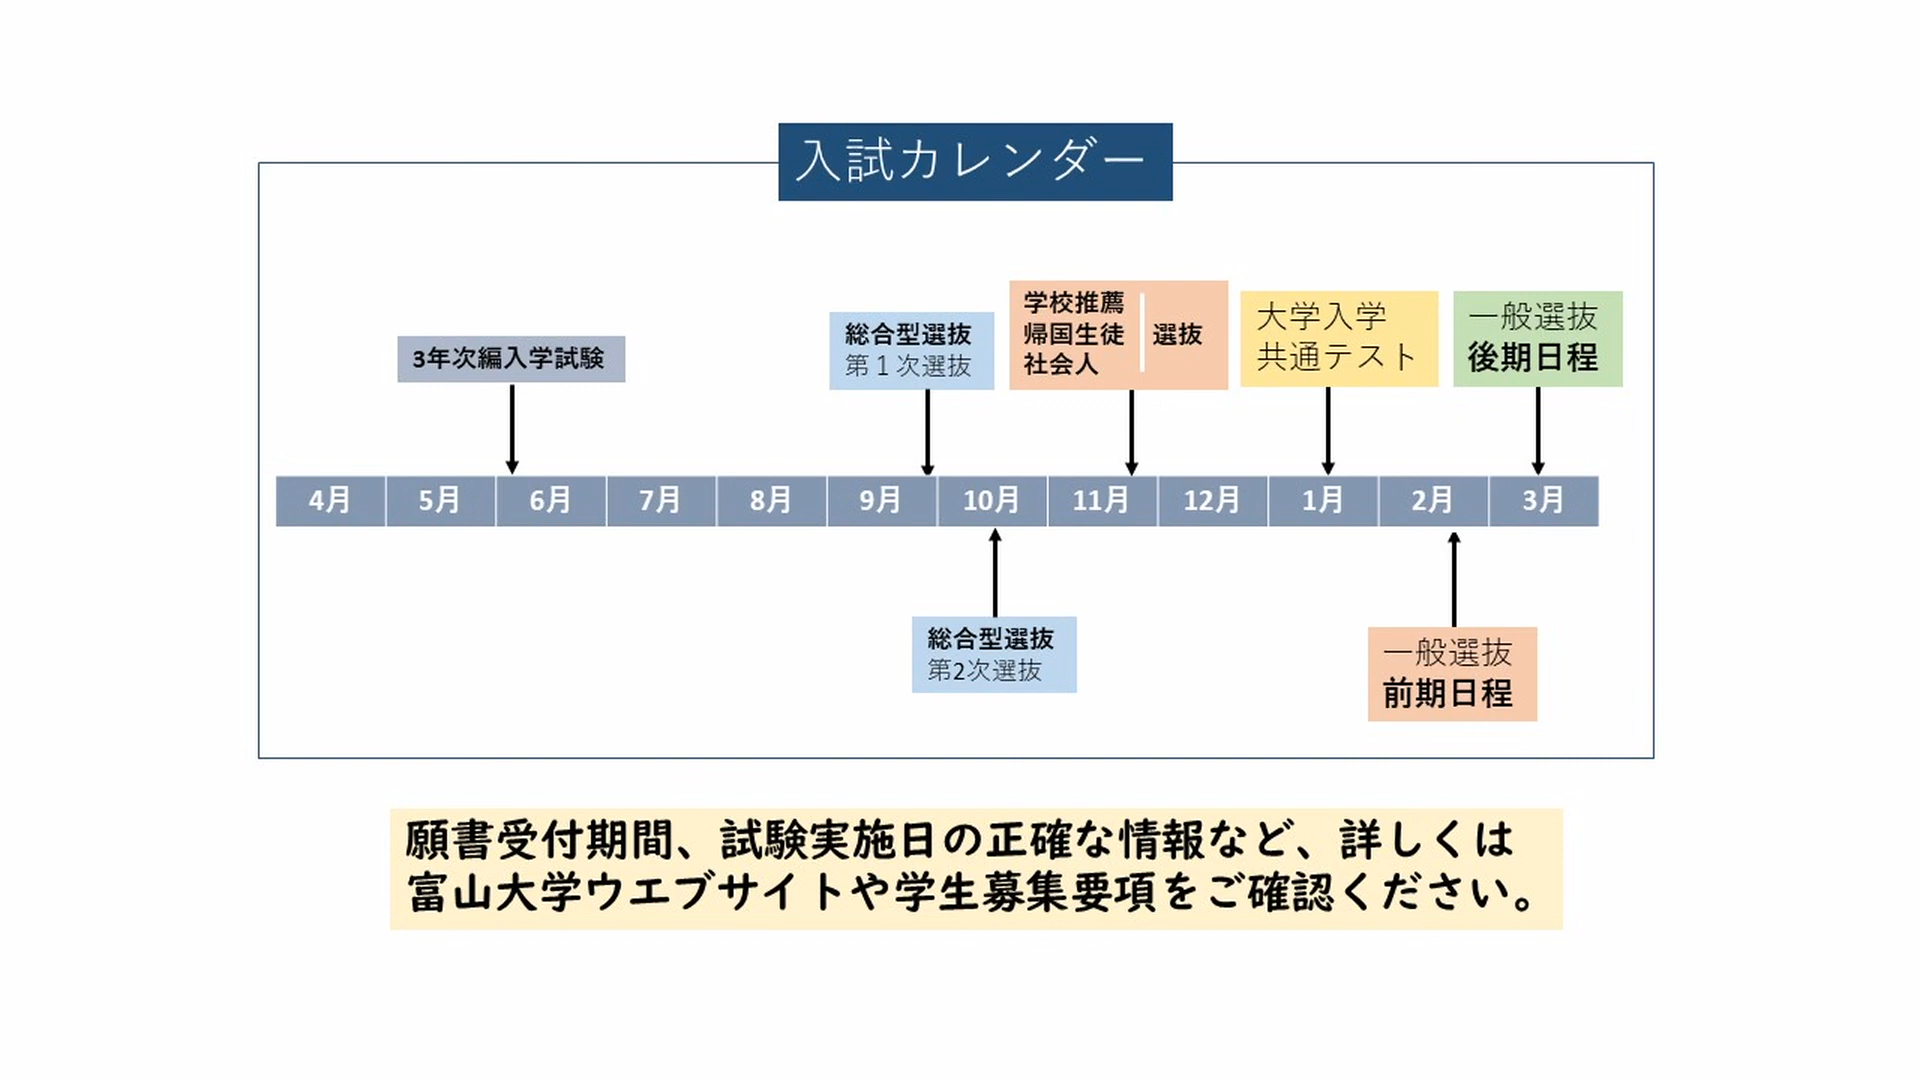 入試カレンダー
3年次編入学試験
総合型選抜
第１次選抜
学校推薦
帰国生徒
社会人
選抜
大学入学
共通テスト
一般選抜
後期日程
4月 5月 6月 7月 8月 9月 10月 11月 12月 1月 2月 3月
総合型選抜
第2次選抜
一般選抜
前期日程
願書受付期間、試験実施日の正確な情報など、詳しくは
富山大学ウエブサイトや学生募集要項をご確認ください。